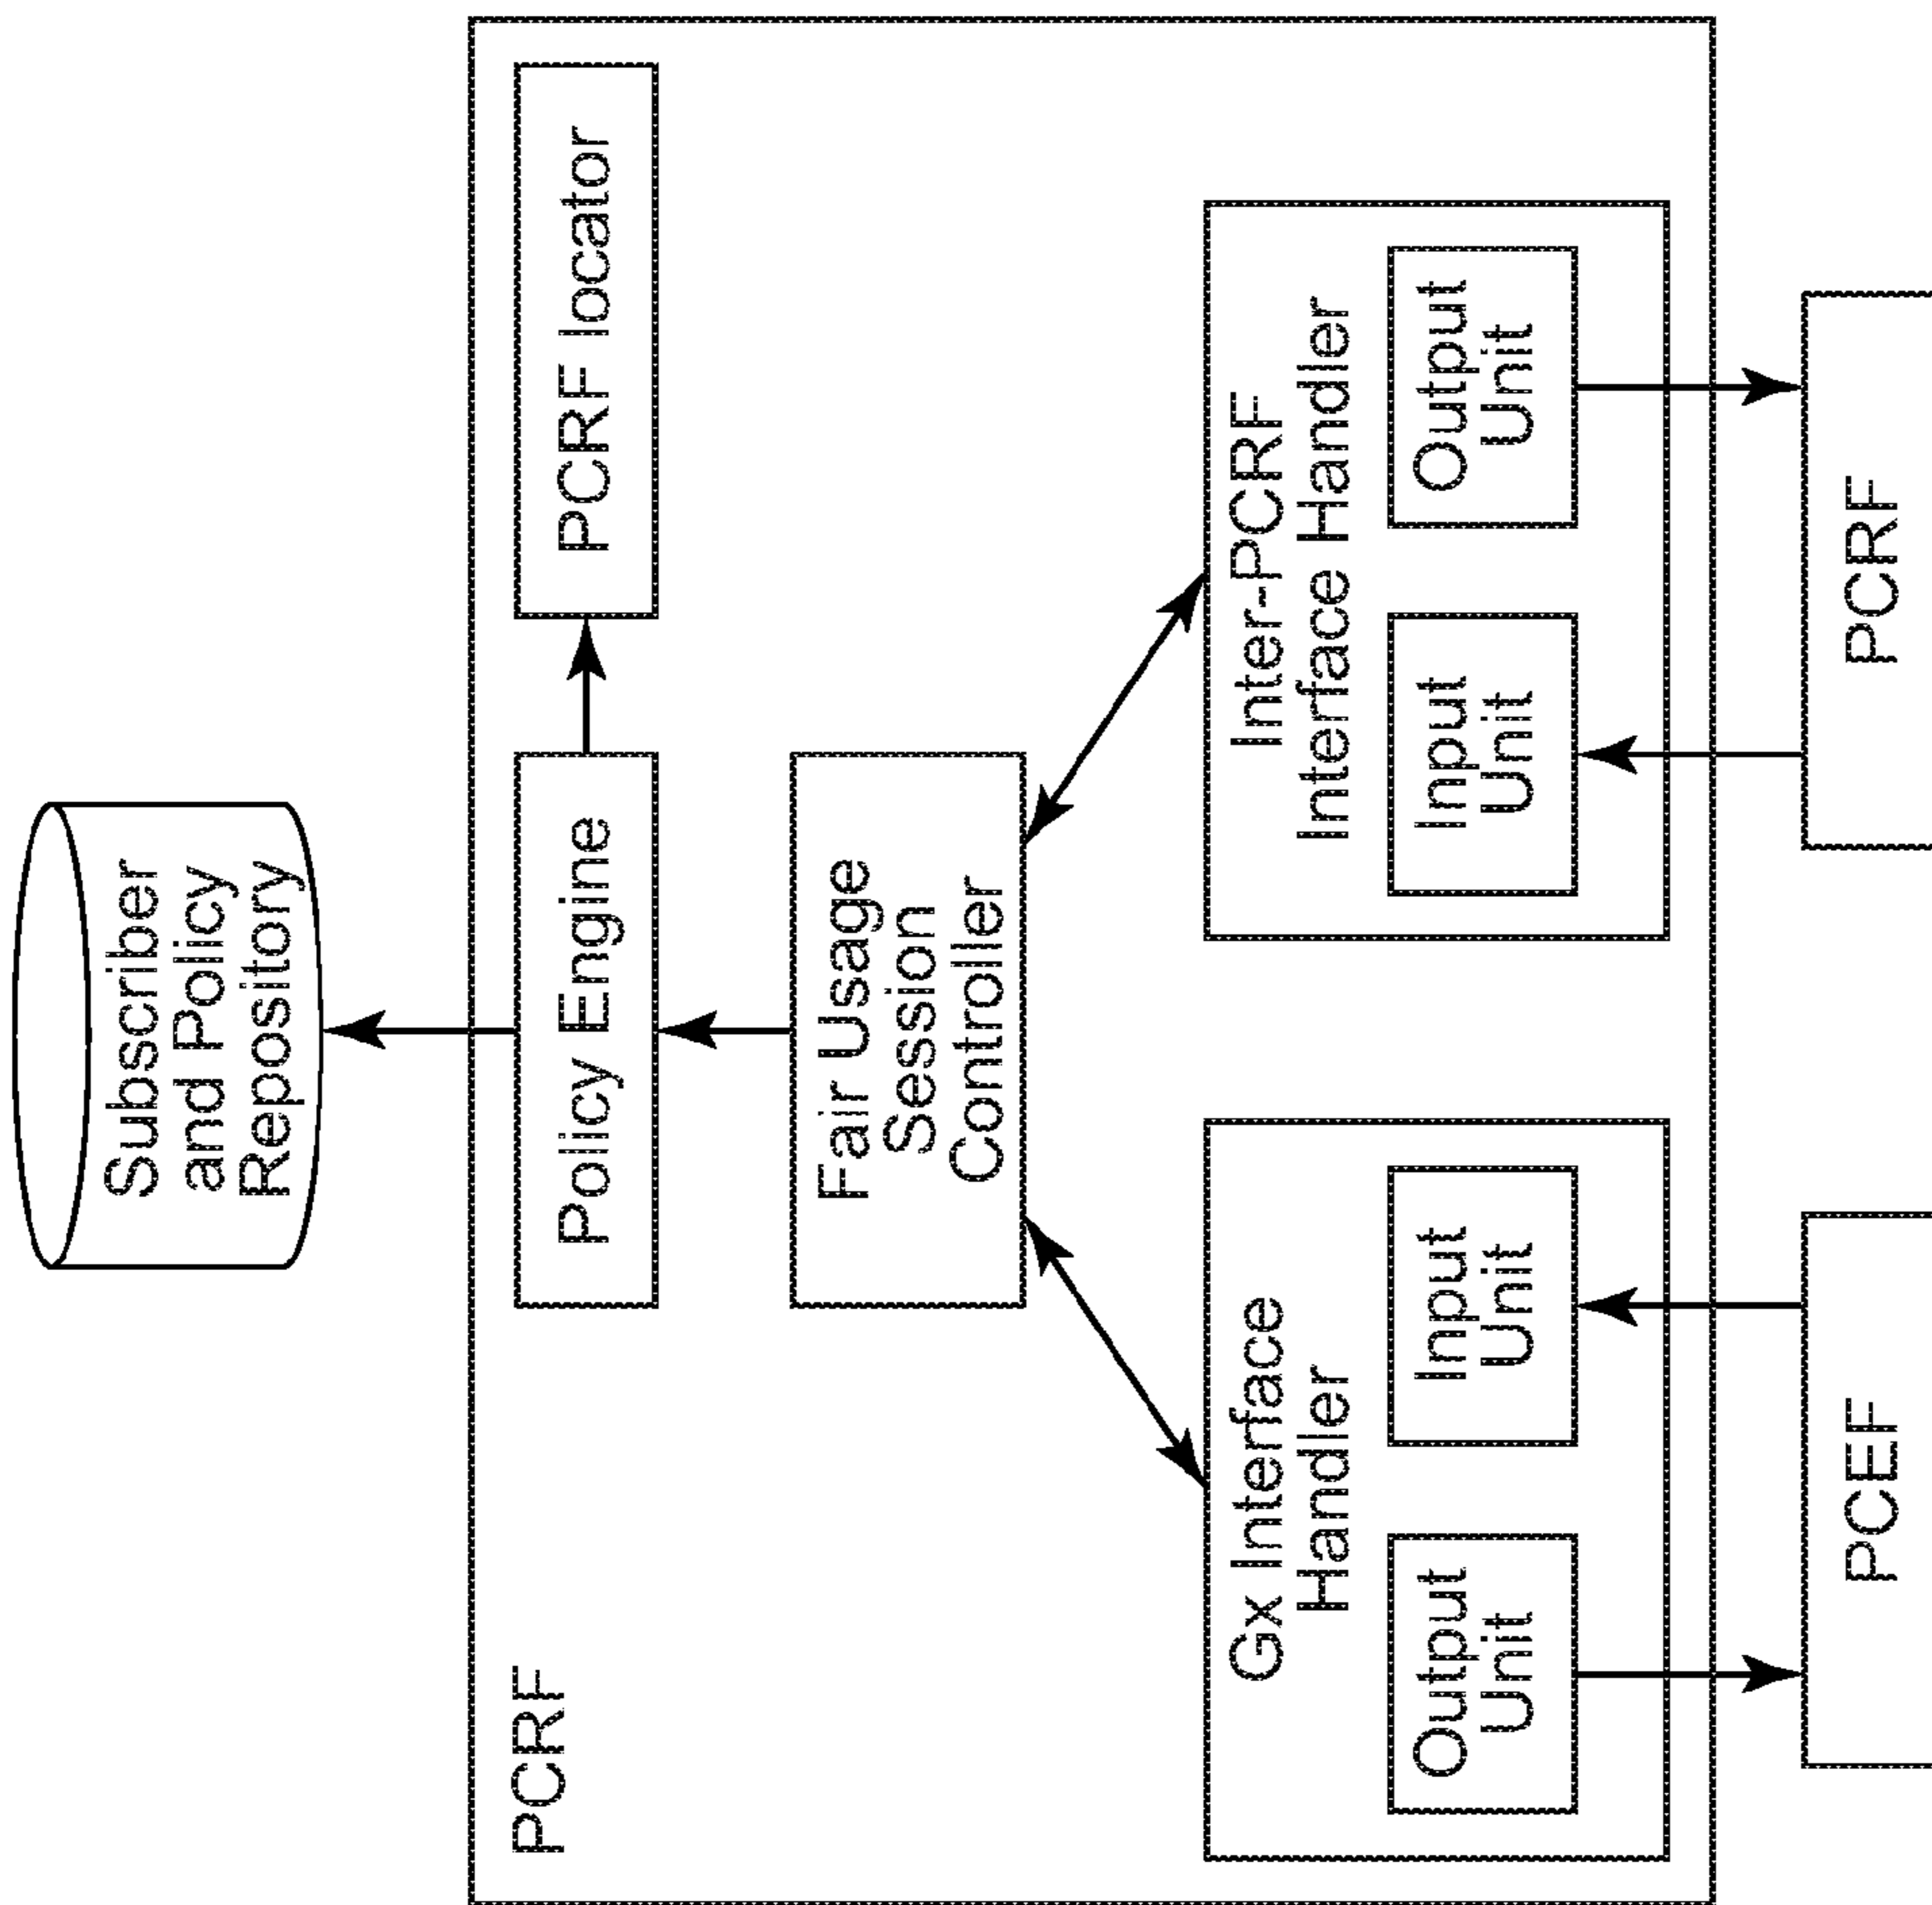 Subscriber
and Policy
Repository
PCRF
Policy Engine
PCRF locator
Fair Usage
Session
Controller
Gx Interface
Handler
Output
Unit
Input
Unit
Inter-PCRF
Interface Handler
Input
Unit
Output
Unit
PCEF
PCRF